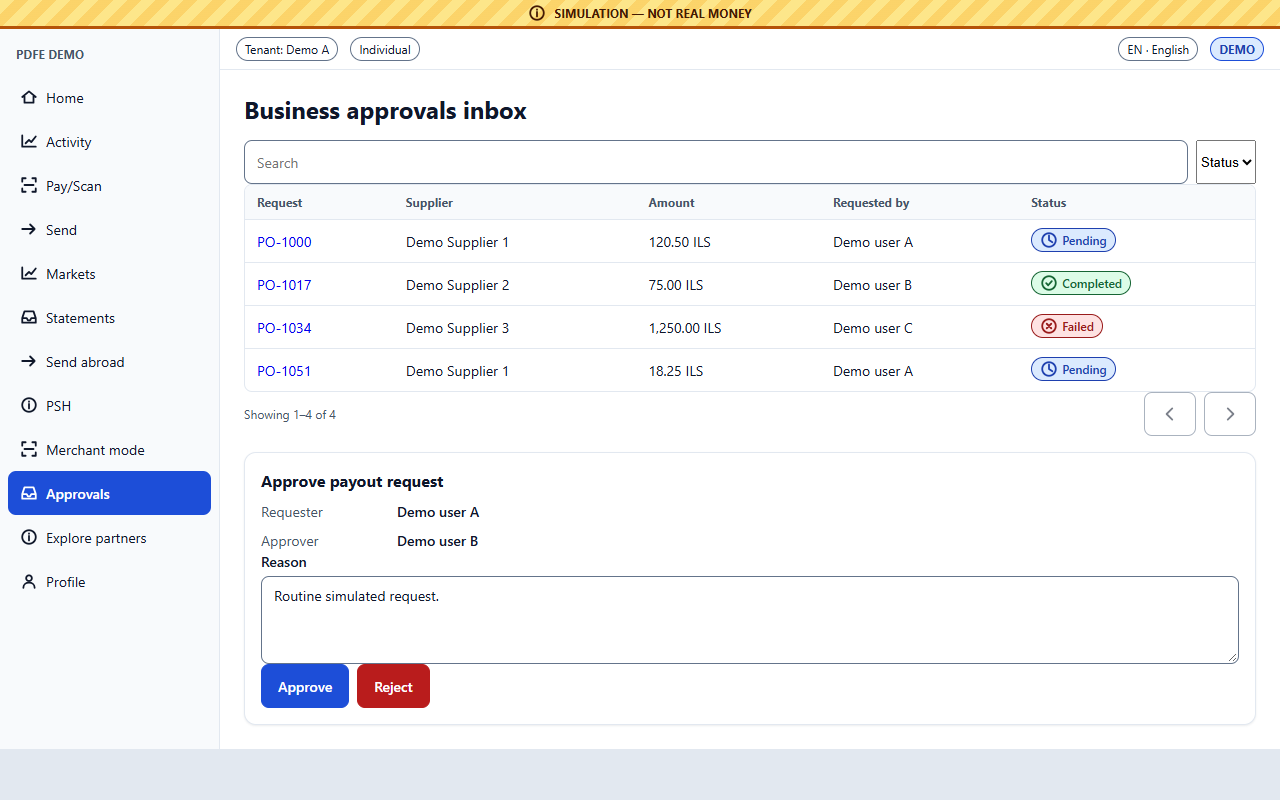 SIMULATION — NOT REAL MONEY
PDFE DEMO
Tenant: Demo A
Individual
EN · English
DEMO
Home
Activity
Pay/Scan
Send
Markets
Statements
Send abroad
PSH
Merchant mode
Approvals
Explore partners
Profile
Business approvals inbox
Search
Status
Request Supplier Amount Requested by Status
PO-1000 Demo Supplier 1 120.50 ILS Demo user A Pending
PO-1017 Demo Supplier 2 75.00 ILS Demo user B Completed
PO-1034 Demo Supplier 3 1,250.00 ILS Demo user C Failed
PO-1051 Demo Supplier 1 18.25 ILS Demo user A Pending
Showing 1–4 of 4
Approve payout request
Requester Demo user A
Approver Demo user B
Reason
Routine simulated request.
Approve
Reject